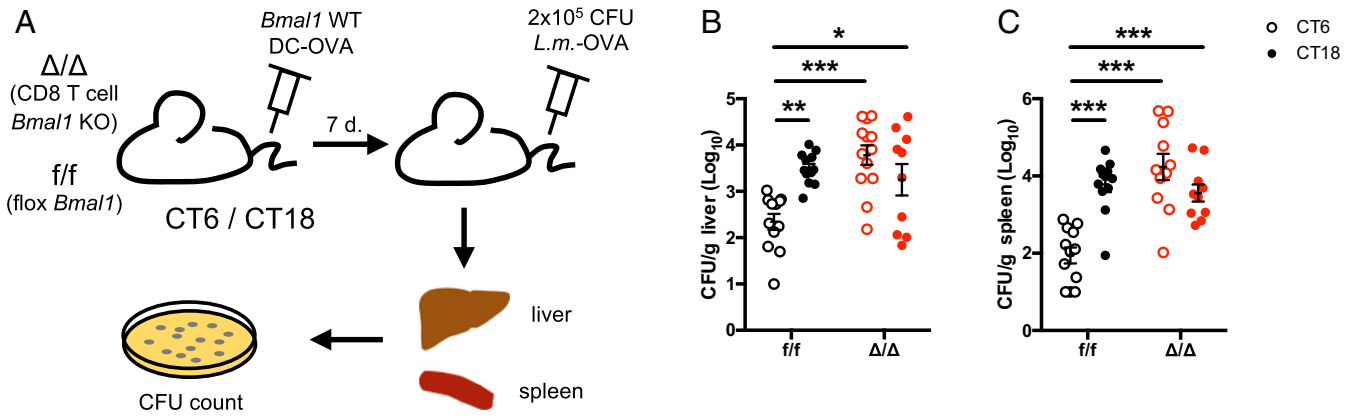 A
Bmal1 WT
DC-OVA
2x10⁵ CFU
L.m.-OVA
Δ/Δ
(CD8 T cell
Bmal1 KO)
f/f
(flox Bmal1)
7 d.
CT6 / CT18
liver
spleen
CFU count
B
*
***
**
CFU/g liver (Log₁₀)
5
4
3
2
1
0
f/f
Δ/Δ
C
***
***
***
CFU/g spleen (Log₁₀)
6
4
2
0
f/f
Δ/Δ
CT6
CT18